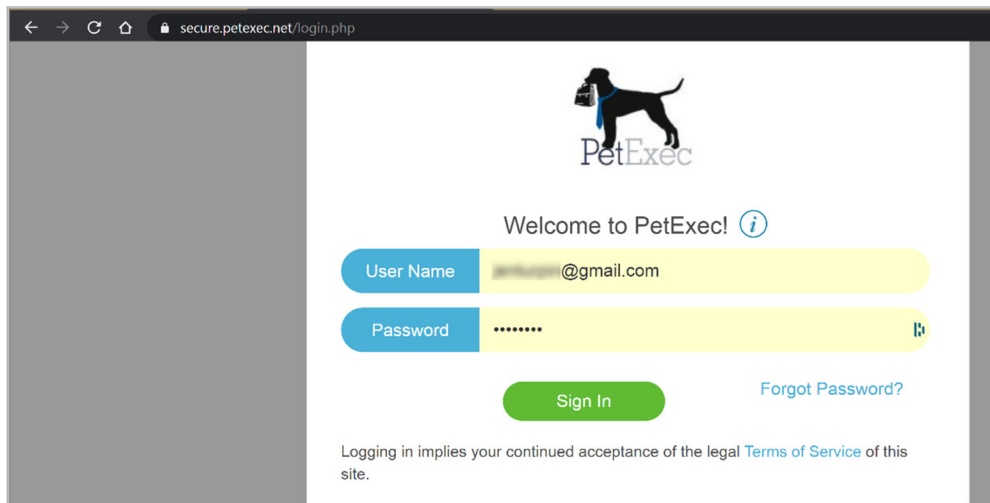 secure.petexec.net/login.php
PetExec
Welcome to PetExec! i
User Name @gmail.com
Password ••••••••
Sign In
Forgot Password?
Logging in implies your continued acceptance of the legal Terms of Service of this
site.